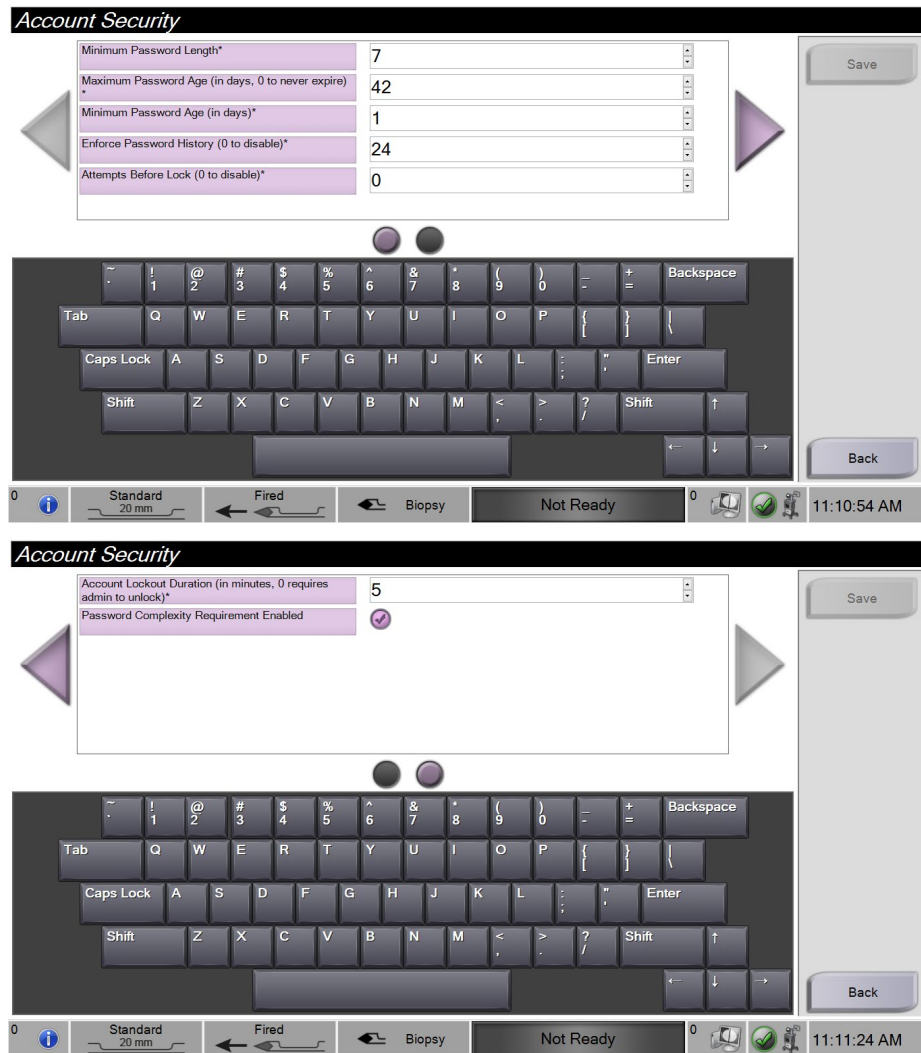 Account Security
Minimum Password Length*
7
Save
Maximum Password Age (in days, 0 to never expire)
*
42
Minimum Password Age (in days)*
1
Enforce Password History (0 to disable)*
24
Attempts Before Lock (0 to disable)*
0
~ ! @ # $ % ^ & * ( ) _ + Backspace
` 1 2 3 4 5 6 7 8 9 0 - =
Tab Q W E R T Y U I O P { } |
[ ] \
Caps Lock A S D F G H J K L : " Enter
; '
Shift Z X C V B N M < > ? Shift ↑
, . /
← ↓ →
Back
0 i Standard Fired Biopsy Not Ready 0 11:10:54 AM
20 mm
Account Security
Account Lockout Duration (in minutes, 0 requires
admin to unlock)*
5
Save
Password Complexity Requirement Enabled
~ ! @ # $ % ^ & * ( ) _ + Backspace
` 1 2 3 4 5 6 7 8 9 0 - =
Tab Q W E R T Y U I O P { } |
[ ] \
Caps Lock A S D F G H J K L : " Enter
; '
Shift Z X C V B N M < > ? Shift ↑
, . /
← ↓ →
Back
0 i Standard Fired Biopsy Not Ready 0 11:11:24 AM
20 mm